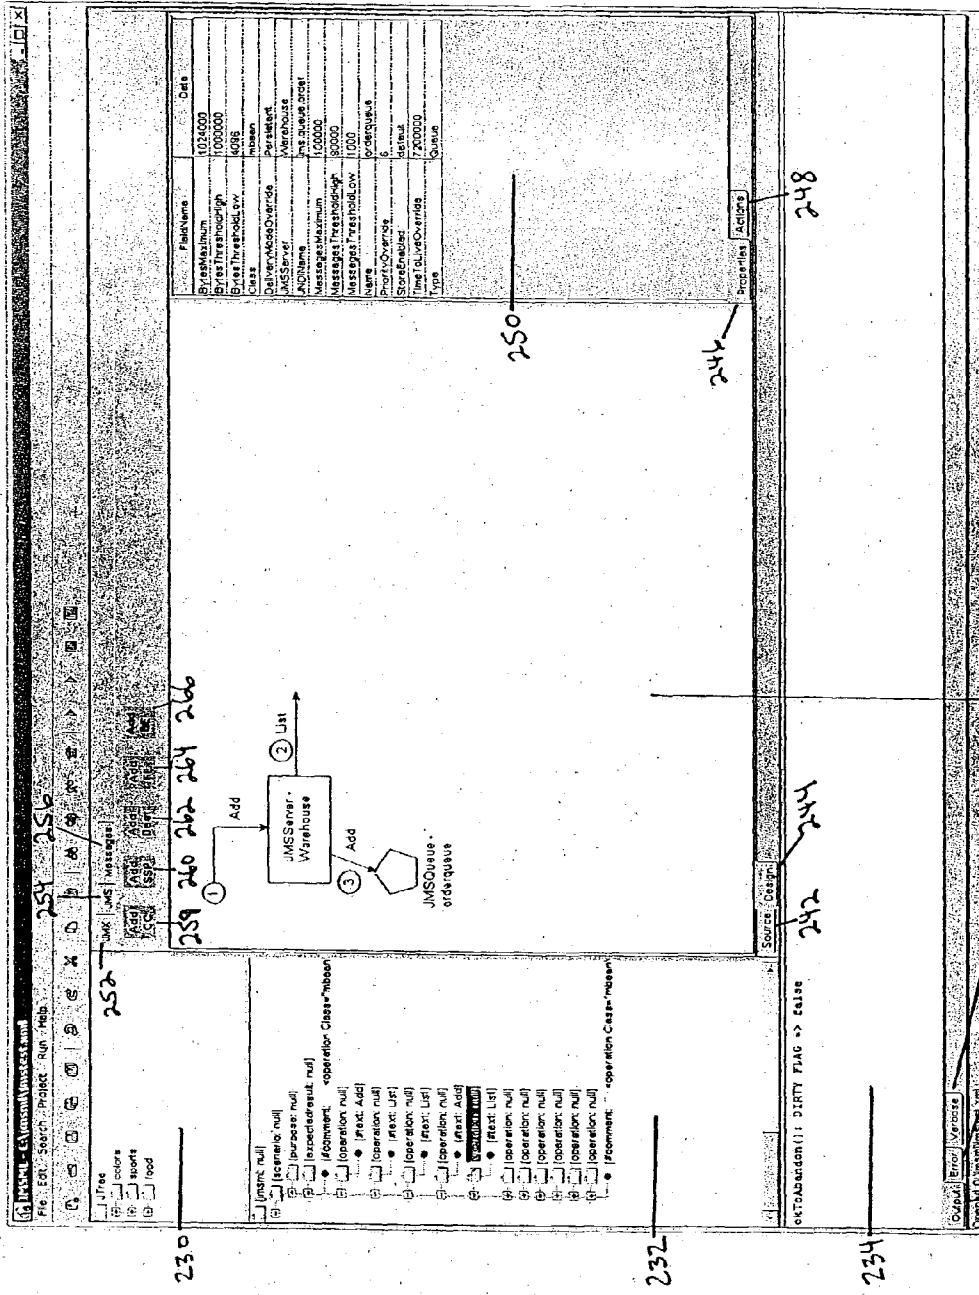 JMSML - C:\jmsml\jmstest.xml
File Edit Search Project Run Help
JTree
colors
sports
food
[jmsml: null]
[scenario: null]
[purpose: null]
[expectedresult: null]
[#comment: <operation Class="mbean"
[operation: null]
[#text: Add]
[operation: null]
[#text: List]
[operation: null]
[#text: List]
[operation: null]
[#text: Add]
[operation: null]
[#text: List]
[operation: null]
[operation: null]
[operation: null]
[operation: null]
[operation: null]
[#comment: <operation Class="mbean"
230
232
234
252
254
256
JMX JMS Messages
Add CC
Add SSP
Add Dest
Add
Add
259 260 262 264 266
1
Add
JMSServer - Warehouse
2 List
3 Add
JMSQueue - orderqueue
FieldName Data
BytesMaximum 1024000
BytesThresholdHigh 1000000
BytesThresholdLow 4096
Class mbean
DeliveryModeOverride Persistent
JMSServer Warehouse
JNDIName jms.queue.order
MessagesMaximum 100000
MessagesThresholdHigh 90000
MessagesThresholdLow 1000
Name orderqueue
PriorityOverride 6
StoreEnabled default
TimeToLiveOverride 7200000
Type Queue
250
Properties Actions
246
248
Source Design
242
244
okToAbandon(): DIRTY FLAG => false
Output Error Verbose